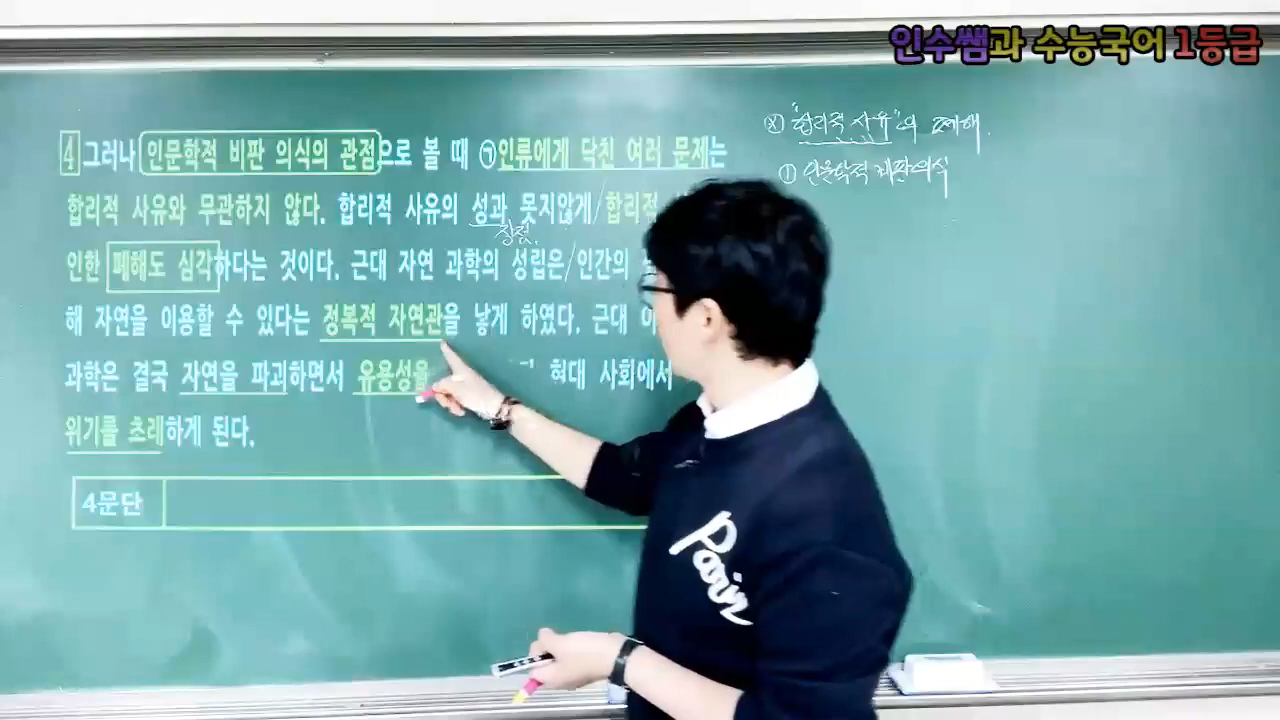 인수쌤과 수능국어 1등급
4 그러나 인문학적 비판 의식의 관점으로 볼 때 ㉠인류에게 닥친 여러 문제는
합리적 사유와 무관하지 않다. 합리적 사유의 성과 못지않게/합리적
장점.
인한 폐해도 심각하다는 것이다. 근대 자연 과학의 성립은/인간의
해 자연을 이용할 수 있다는 정복적 자연관을 낳게 하였다. 근대
과학은 결국 자연을 파괴하면서 유용성을 현대 사회에서
위기를 초래하게 된다.
4문단
"합리적 사유"의 폐해.
① 인문학적 비판의식